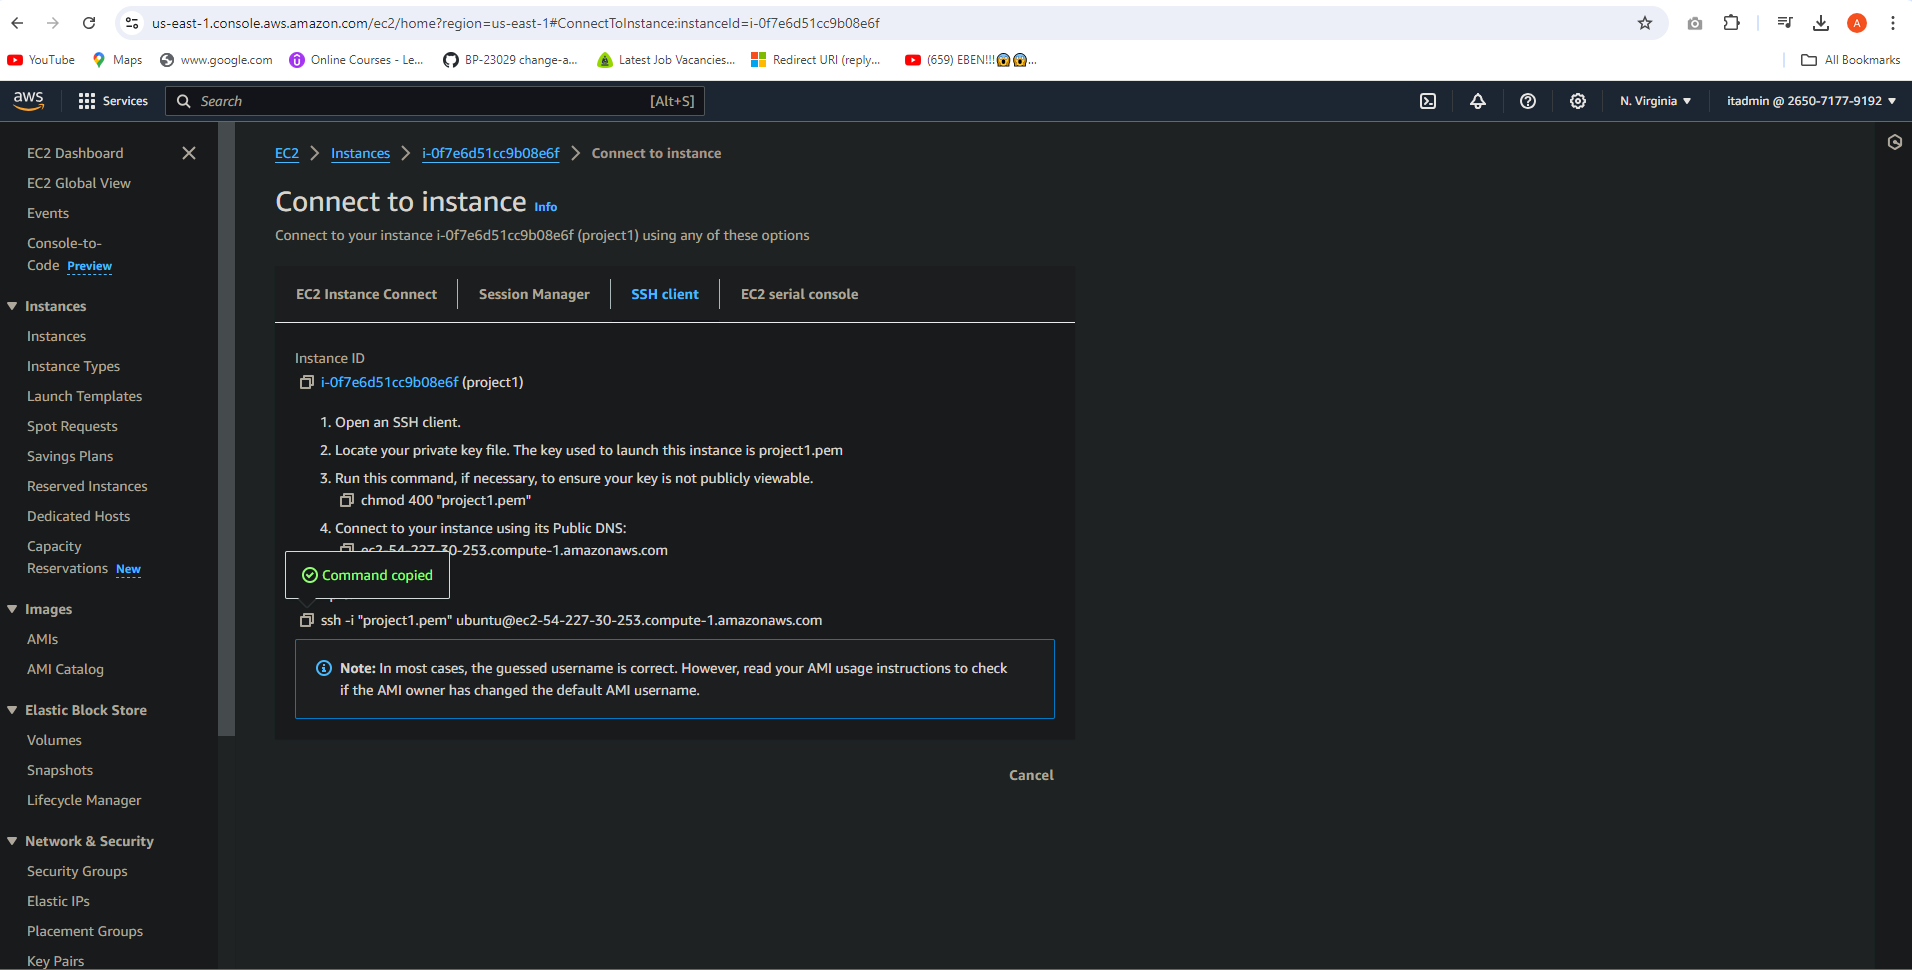 us-east-1.console.aws.amazon.com/ec2/home?region=us-east-1#ConnectToInstance:instanceId=i-0f7e6d51cc9b08e6f
A
YouTube
Maps
www.google.com
Online Courses - Le...
BP-23029 change-a...
Latest Job Vacancies...
Redirect URI (reply...
(659) EBEN!!!😱😱...
All Bookmarks
aws
Services
Search
[Alt+S]
N. Virginia
itadmin @ 2650-7177-9192
EC2 Dashboard
EC2 Global View
Events
Console-to-
Code Preview
Instances
Instances
Instance Types
Launch Templates
Spot Requests
Savings Plans
Reserved Instances
Dedicated Hosts
Capacity
Reservations New
Images
AMIs
AMI Catalog
Elastic Block Store
Volumes
Snapshots
Lifecycle Manager
Network & Security
Security Groups
Elastic IPs
Placement Groups
Key Pairs
EC2 > Instances > i-0f7e6d51cc9b08e6f > Connect to instance
Connect to instance Info
Connect to your instance i-0f7e6d51cc9b08e6f (project1) using any of these options
EC2 Instance Connect
Session Manager
SSH client
EC2 serial console
Instance ID
i-0f7e6d51cc9b08e6f (project1)
1. Open an SSH client.
2. Locate your private key file. The key used to launch this instance is project1.pem
3. Run this command, if necessary, to ensure your key is not publicly viewable.
chmod 400 "project1.pem"
4. Connect to your instance using its Public DNS:
ec2-54-227-30-253.compute-1.amazonaws.com
Command copied
ssh -i "project1.pem" ubuntu@ec2-54-227-30-253.compute-1.amazonaws.com
Note: In most cases, the guessed username is correct. However, read your AMI usage instructions to check
if the AMI owner has changed the default AMI username.
Cancel